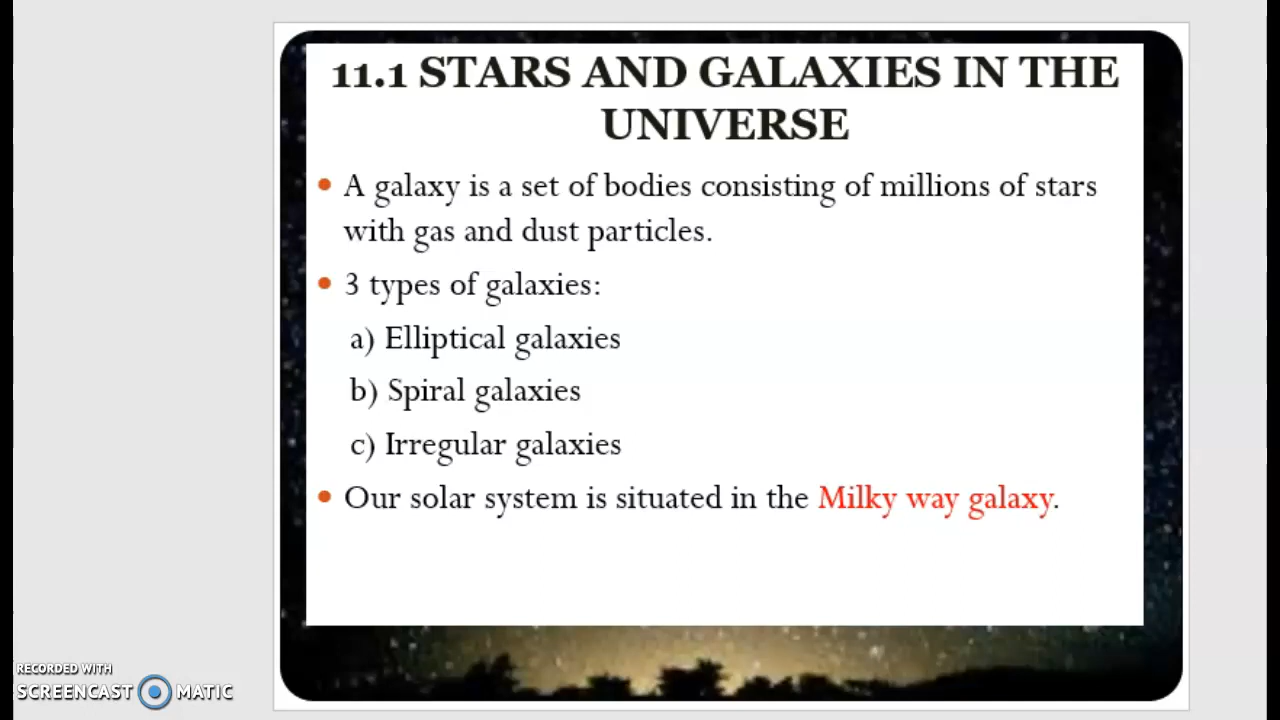 11.1 STARS AND GALAXIES IN THE
UNIVERSE
• A galaxy is a set of bodies consisting of millions of stars
with gas and dust particles.
• 3 types of galaxies:
a) Elliptical galaxies
b) Spiral galaxies
c) Irregular galaxies
• Our solar system is situated in the Milky way galaxy.
RECORDED WITH
SCREENCAST MATIC